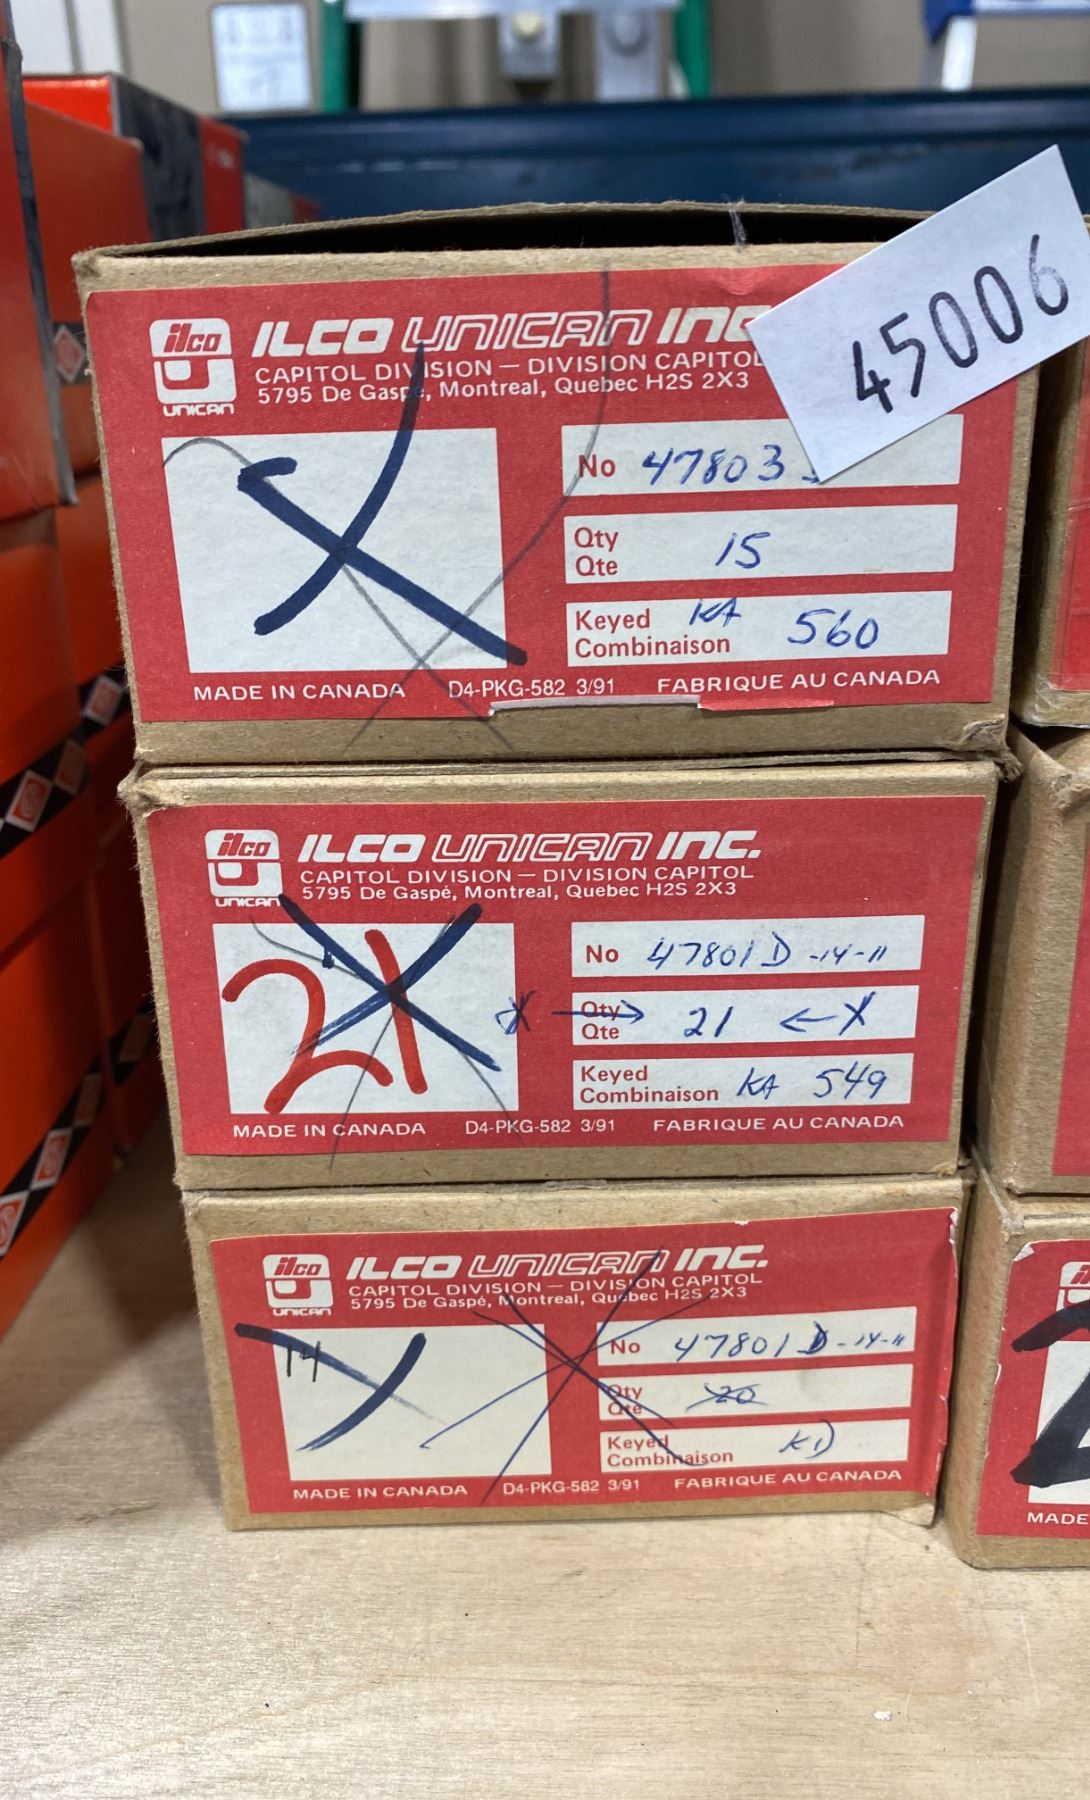 45006
ilco
UNICAN
ILCO UNICAN INC
CAPITOL DIVISION — DIVISION CAPITOL
5795 De Gaspé, Montreal, Quebec H2S 2X3
No 47803
Qty
Qte 15
Keyed
Combinaison KA 560
MADE IN CANADA D4-PKG-582 3/91 FABRIQUE AU CANADA
ilco
UNICAN
ILCO UNICAN INC.
CAPITOL DIVISION — DIVISION CAPITOL
5795 De Gaspé, Montreal, Quebec H2S 2X3
21
No 47801D -14-11
X → Qty
Qte 21 ← X
Keyed
Combinaison KA 549
MADE IN CANADA D4-PKG-582 3/91 FABRIQUE AU CANADA
ilco
UNICAN
ILCO UNICAN INC.
CAPITOL DIVISION — DIVISION CAPITOL
5795 De Gaspé, Montreal, Quebec H2S 2X3
14
No 47801D-14-11
Qty
Qte 20
Keyed
Combinaison KD
MADE IN CANADA D4-PKG-582 3/91 FABRIQUE AU CANADA
MADE